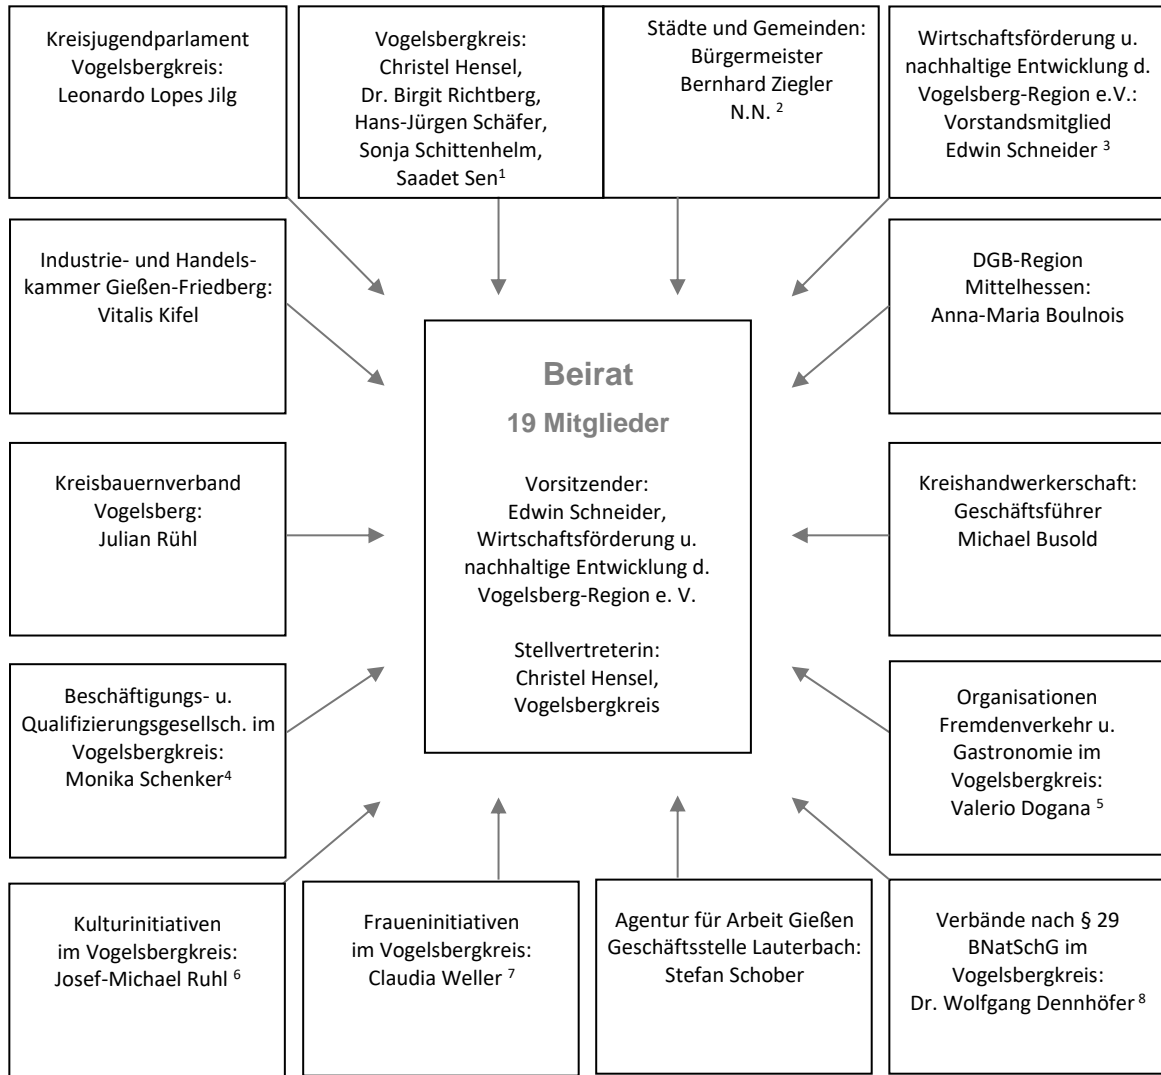 Kreisjugendparlament
Vogelsbergkreis:
Leonardo Lopes Jilg
Vogelsbergkreis:
Christel Hensel,
Dr. Birgit Richtberg,
Hans-Jürgen Schäfer,
Sonja Schittenhelm,
Saadet Sen¹
Städte und Gemeinden:
Bürgermeister
Bernhard Ziegler
N.N. ²
Wirtschaftsförderung u.
nachhaltige Entwicklung d.
Vogelsberg-Region e.V.:
Vorstandsmitglied
Edwin Schneider ³
Industrie- und Handels-
kammer Gießen-Friedberg:
Vitalis Kifel
DGB-Region
Mittelhessen:
Anna-Maria Boulnois
Beirat
19 Mitglieder
Vorsitzender:
Edwin Schneider,
Wirtschaftsförderung u.
nachhaltige Entwicklung d.
Vogelsberg-Region e. V.
Stellvertreterin:
Christel Hensel,
Vogelsbergkreis
Kreisbauernverband
Vogelsberg:
Julian Rühl
Kreishandwerkerschaft:
Geschäftsführer
Michael Busold
Beschäftigungs- u.
Qualifizierungsgesellsch. im
Vogelsbergkreis:
Monika Schenker⁴
Organisationen
Fremdenverkehr u.
Gastronomie im
Vogelsbergkreis:
Valerio Dogana ⁵
Kulturinitiativen
im Vogelsbergkreis:
Josef-Michael Ruhl ⁶
Fraueninitiativen
im Vogelsbergkreis:
Claudia Weller ⁷
Agentur für Arbeit Gießen
Geschäftsstelle Lauterbach:
Stefan Schober
Verbände nach § 29
BNatSchG im
Vogelsbergkreis:
Dr. Wolfgang Dennhöfer ⁸